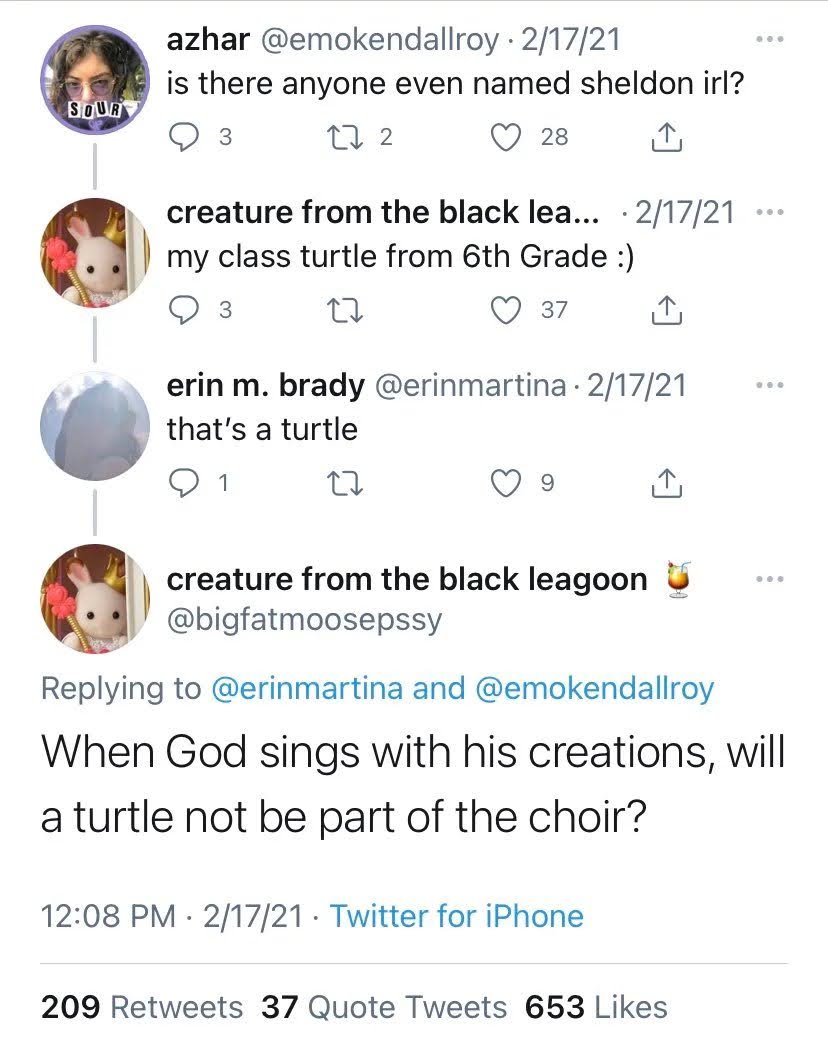 azhar @emokendallroy · 2/17/21 ...
is there anyone even named sheldon irl?
SOUR
3 2 28
creature from the black lea... · 2/17/21 ...
my class turtle from 6th Grade :)
3 37
erin m. brady @erinmartina · 2/17/21 ...
that's a turtle
1 9
creature from the black leagoon 🍹 ...
@bigfatmoosepssy
Replying to @erinmartina and @emokendallroy
When God sings with his creations, will
a turtle not be part of the choir?
12:08 PM · 2/17/21 · Twitter for iPhone
209 Retweets 37 Quote Tweets 653 Likes